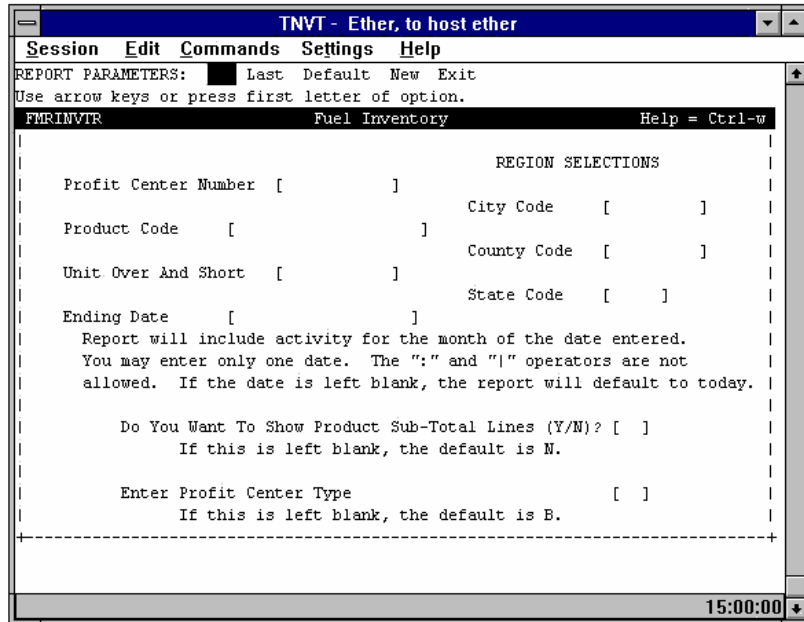 TNVT - Ether, to host ether
Session Edit Commands Settings Help
REPORT PARAMETERS: Last Default New Exit
Use arrow keys or press first letter of option.
FMRINVTR Fuel Inventory Help = Ctrl-w
REGION SELECTIONS
Profit Center Number [ ]
City Code [ ]
Product Code [ ]
County Code [ ]
Unit Over And Short [ ]
State Code [ ]
Ending Date [ ]
Report will include activity for the month of the date entered.
You may enter only one date. The ":" and "|" operators are not
allowed. If the date is left blank, the report will default to today.
Do You Want To Show Product Sub-Total Lines (Y/N)? [ ]
If this is left blank, the default is N.
Enter Profit Center Type [ ]
If this is left blank, the default is B.
15:00:00